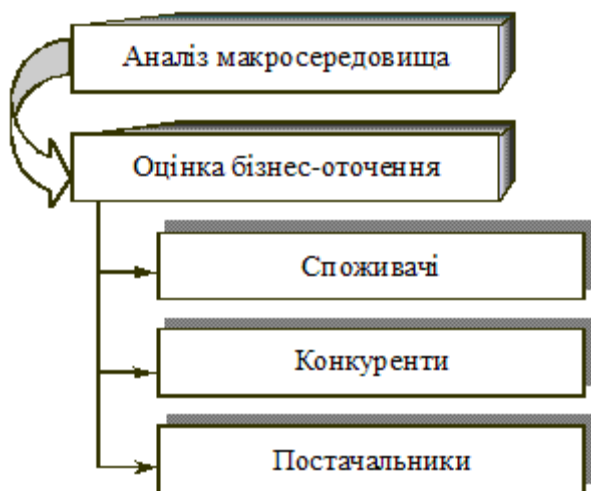 Аналіз макросередовища
Оцінка бізнес-оточення
Споживачі
Конкуренти
Постачальники